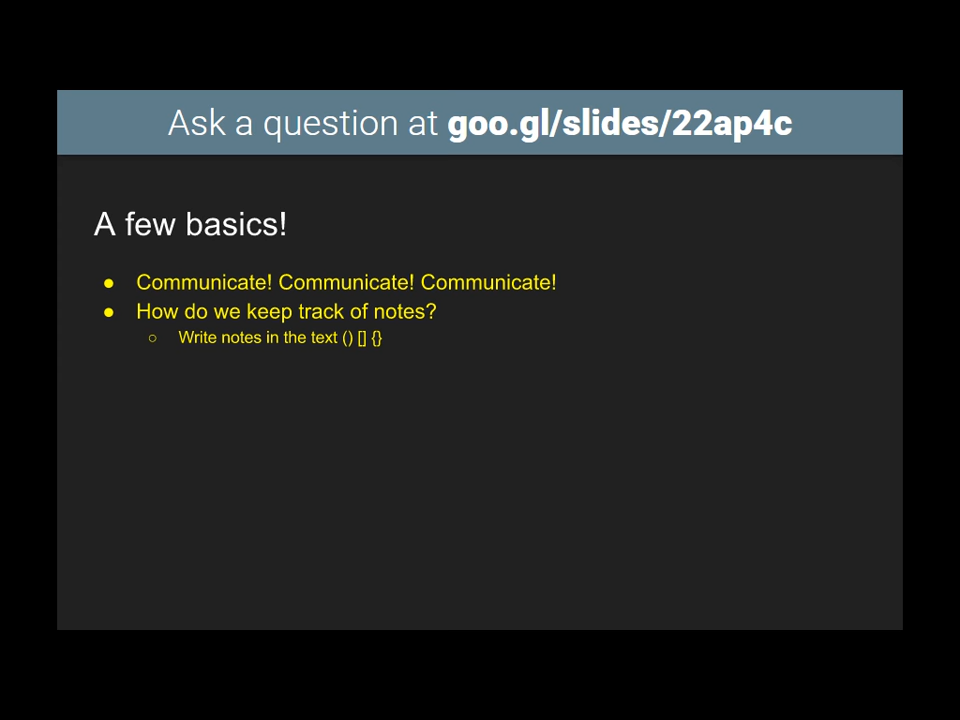 Ask a question at goo.gl/slides/22ap4c
A few basics!
● Communicate! Communicate! Communicate!
● How do we keep track of notes?
○ Write notes in the text () [] {}